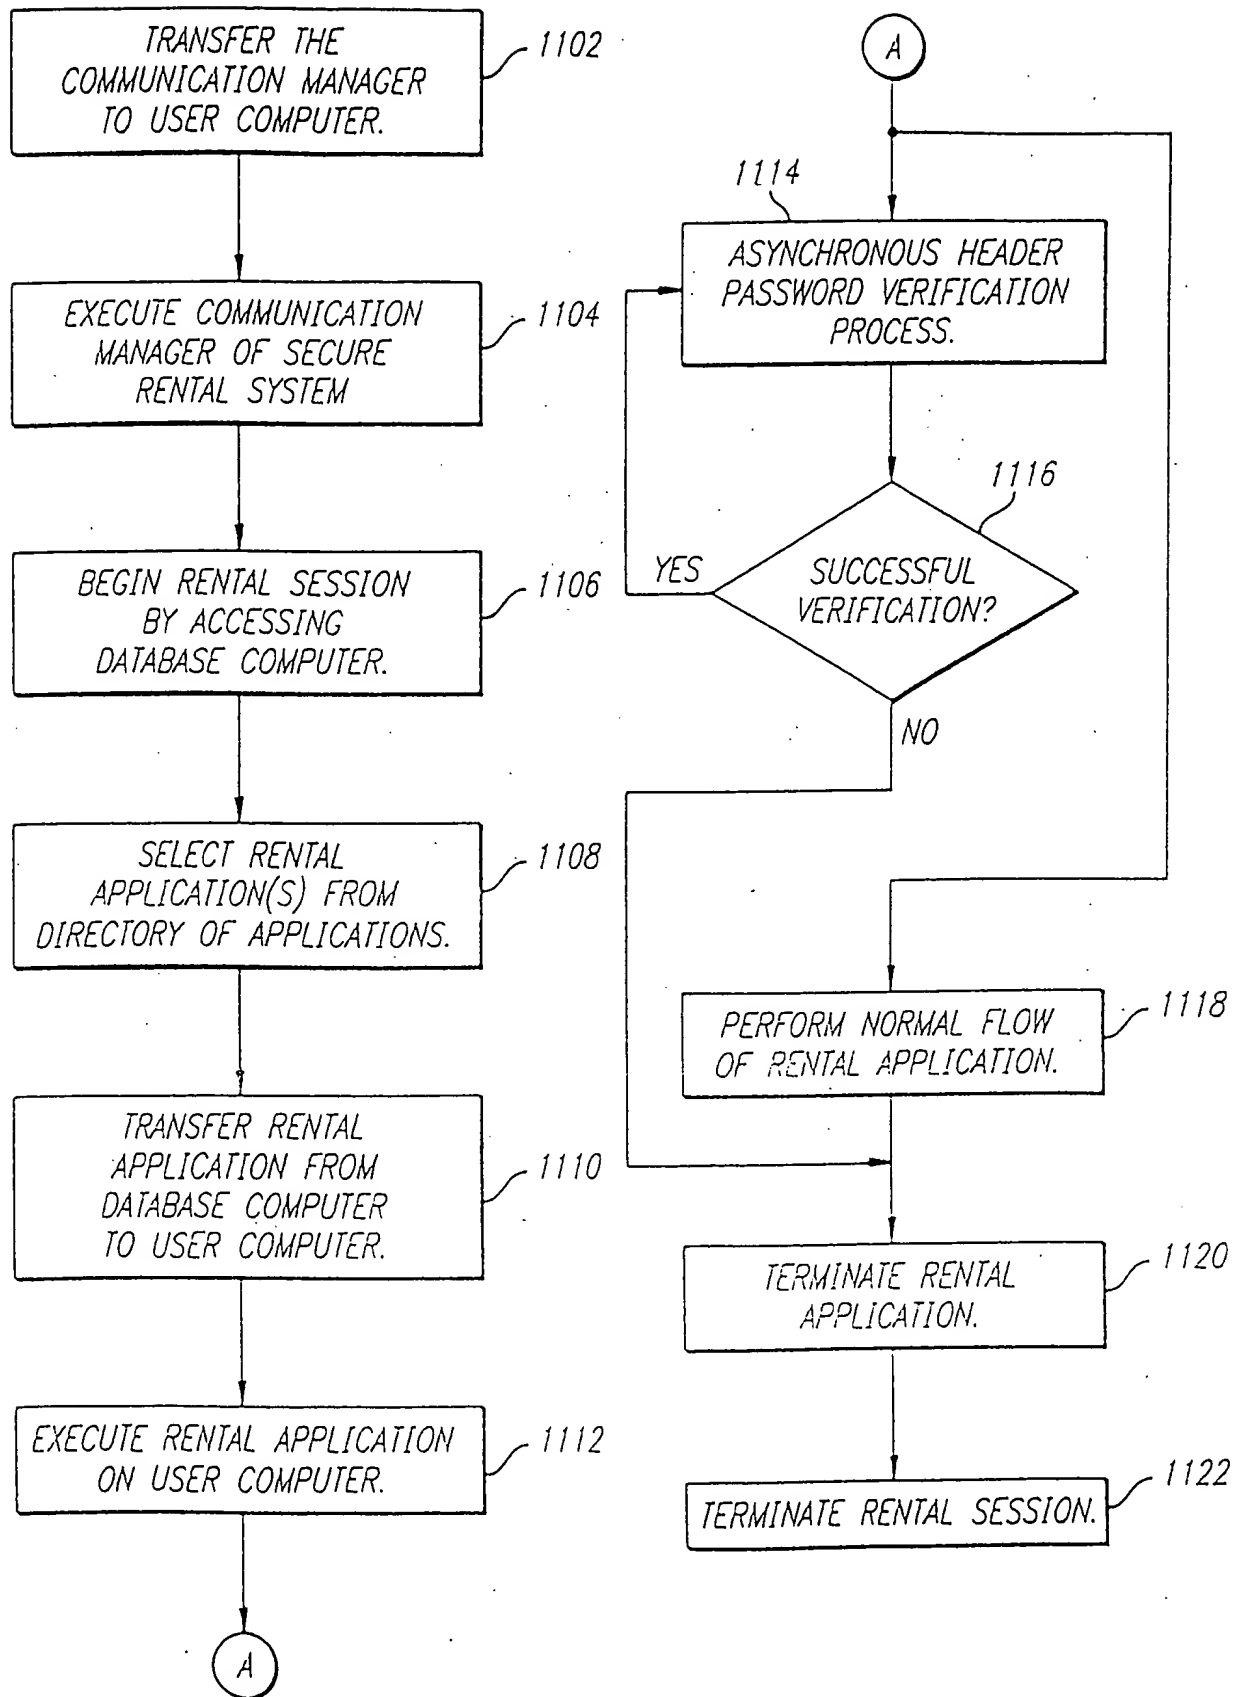 TRANSFER THE
COMMUNICATION MANAGER
TO USER COMPUTER.
1102
EXECUTE COMMUNICATION
MANAGER OF SECURE
RENTAL SYSTEM
1104
BEGIN RENTAL SESSION
BY ACCESSING
DATABASE COMPUTER.
1106
SELECT RENTAL
APPLICATION(S) FROM
DIRECTORY OF APPLICATIONS.
1108
TRANSFER RENTAL
APPLICATION FROM
DATABASE COMPUTER
TO USER COMPUTER.
1110
EXECUTE RENTAL APPLICATION
ON USER COMPUTER.
1112
A
A
1114
ASYNCHRONOUS HEADER
PASSWORD VERIFICATION
PROCESS.
1116
SUCCESSFUL
VERIFICATION?
YES
NO
PERFORM NORMAL FLOW
OF RENTAL APPLICATION.
1118
TERMINATE RENTAL
APPLICATION.
1120
TERMINATE RENTAL SESSION.
1122